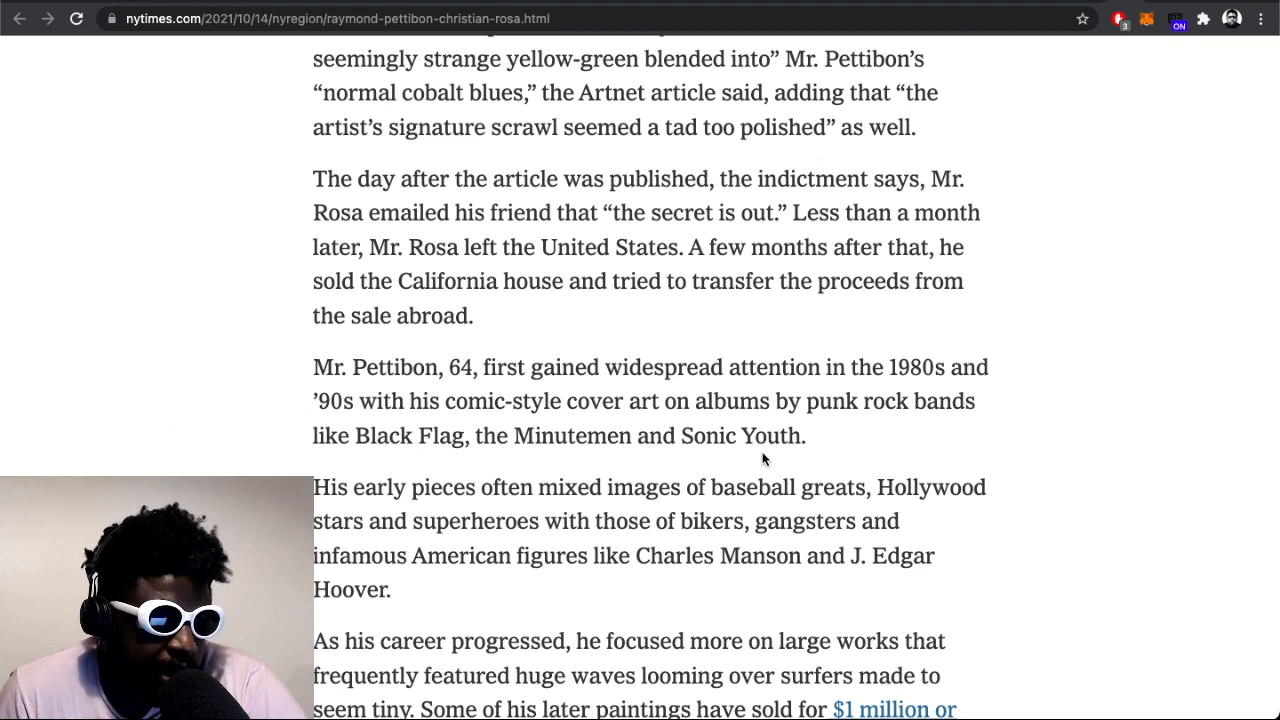 nytimes.com/2021/10/14/nyregion/raymond-pettibon-christian-rosa.html
3
ON
seemingly strange yellow-green blended into” Mr. Pettibon’s
“normal cobalt blues,” the Artnet article said, adding that “the
artist’s signature scrawl seemed a tad too polished” as well.
The day after the article was published, the indictment says, Mr.
Rosa emailed his friend that “the secret is out.” Less than a month
later, Mr. Rosa left the United States. A few months after that, he
sold the California house and tried to transfer the proceeds from
the sale abroad.
Mr. Pettibon, 64, first gained widespread attention in the 1980s and
’90s with his comic-style cover art on albums by punk rock bands
like Black Flag, the Minutemen and Sonic Youth.
His early pieces often mixed images of baseball greats, Hollywood
stars and superheroes with those of bikers, gangsters and
infamous American figures like Charles Manson and J. Edgar
Hoover.
As his career progressed, he focused more on large works that
frequently featured huge waves looming over surfers made to
seem tiny. Some of his later paintings have sold for $1 million or